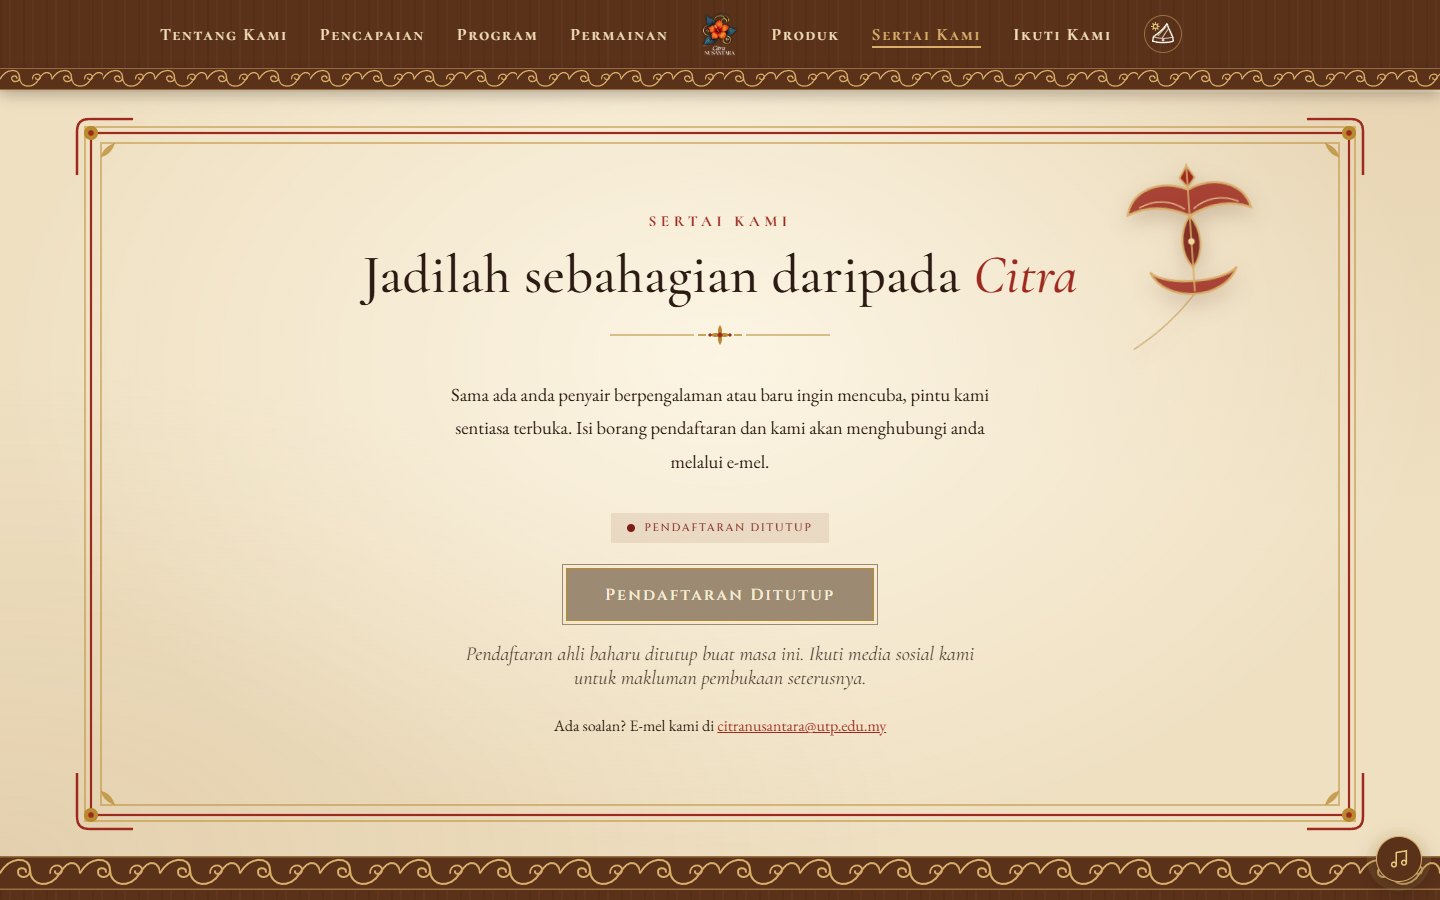 Tentang Kami
Pencapaian
Program
Permainan
Citra
NUSANTARA
Produk
Sertai Kami
Ikuti Kami
SERTAI KAMI
Jadilah sebahagian daripada Citra
Sama ada anda penyair berpengalaman atau baru ingin mencuba, pintu kami
sentiasa terbuka. Isi borang pendaftaran dan kami akan menghubungi anda
melalui e-mel.
PENDAFTARAN DITUTUP
Pendaftaran Ditutup
Pendaftaran ahli baharu ditutup buat masa ini. Ikuti media sosial kami
untuk makluman pembukaan seterusnya.
Ada soalan? E-mel kami di citranusantara@utp.edu.my